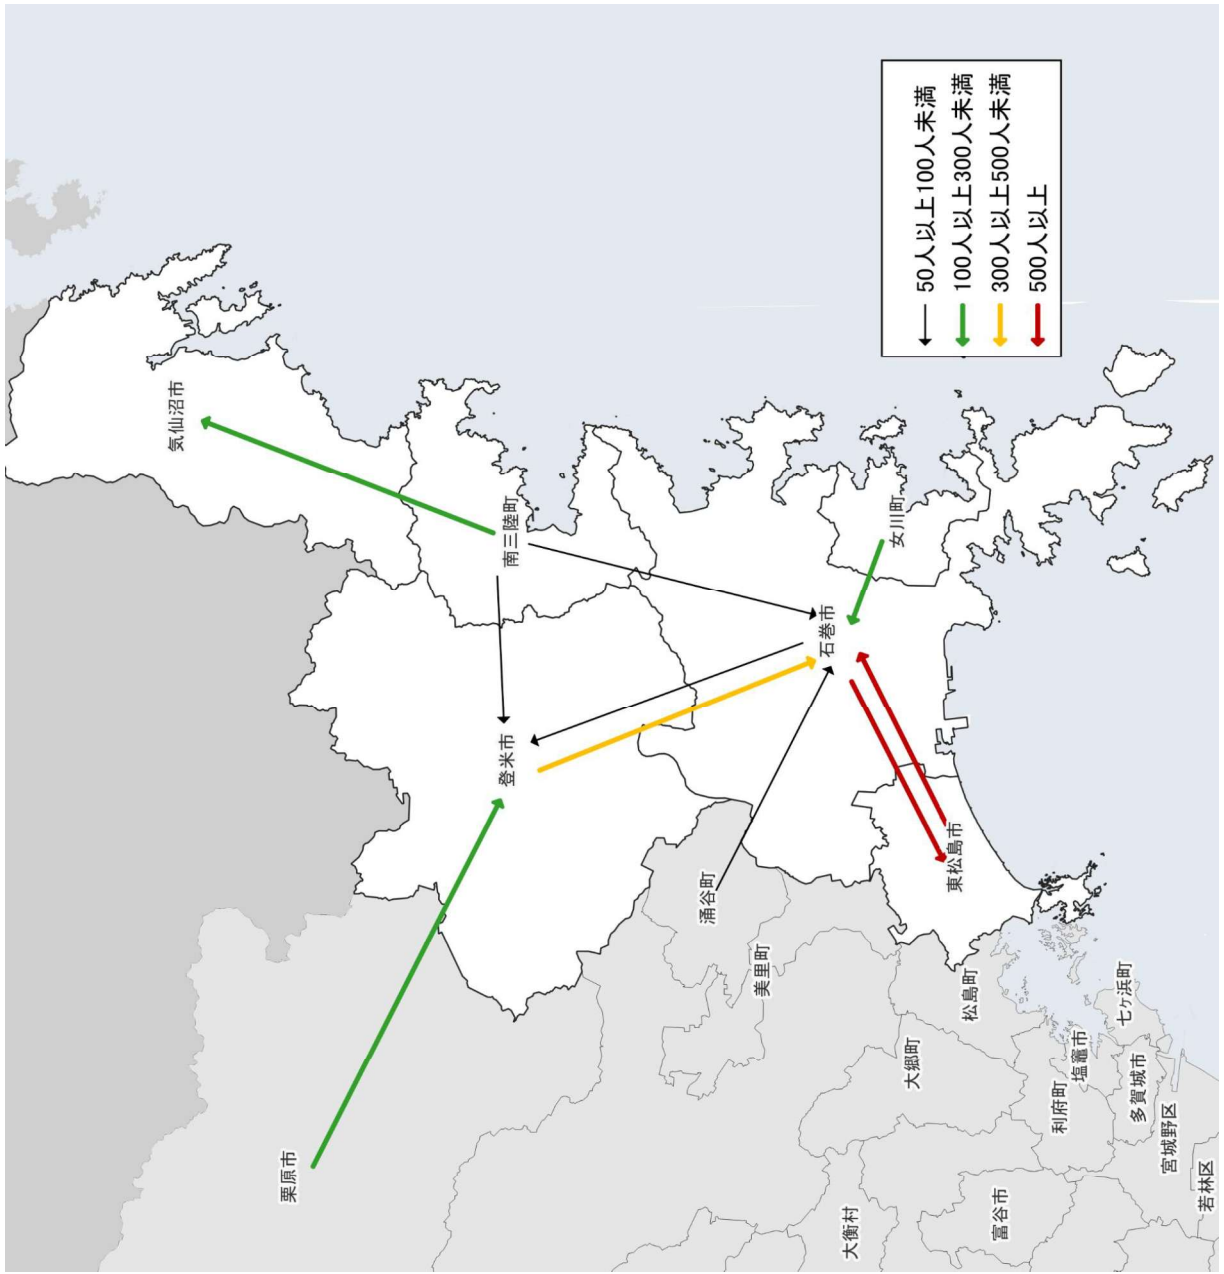 気仙沼市
南三陸町
栗原市
登米市
石巻市
女川町
涌谷町
美里町
東松島市
松島町
大郷町
大衡村
富谷市
利府町
塩竈市
七ヶ浜町
多賀城市
宮城野区
若林区
50人以上100人未満
100人以上300人未満
300人以上500人未満
500人以上